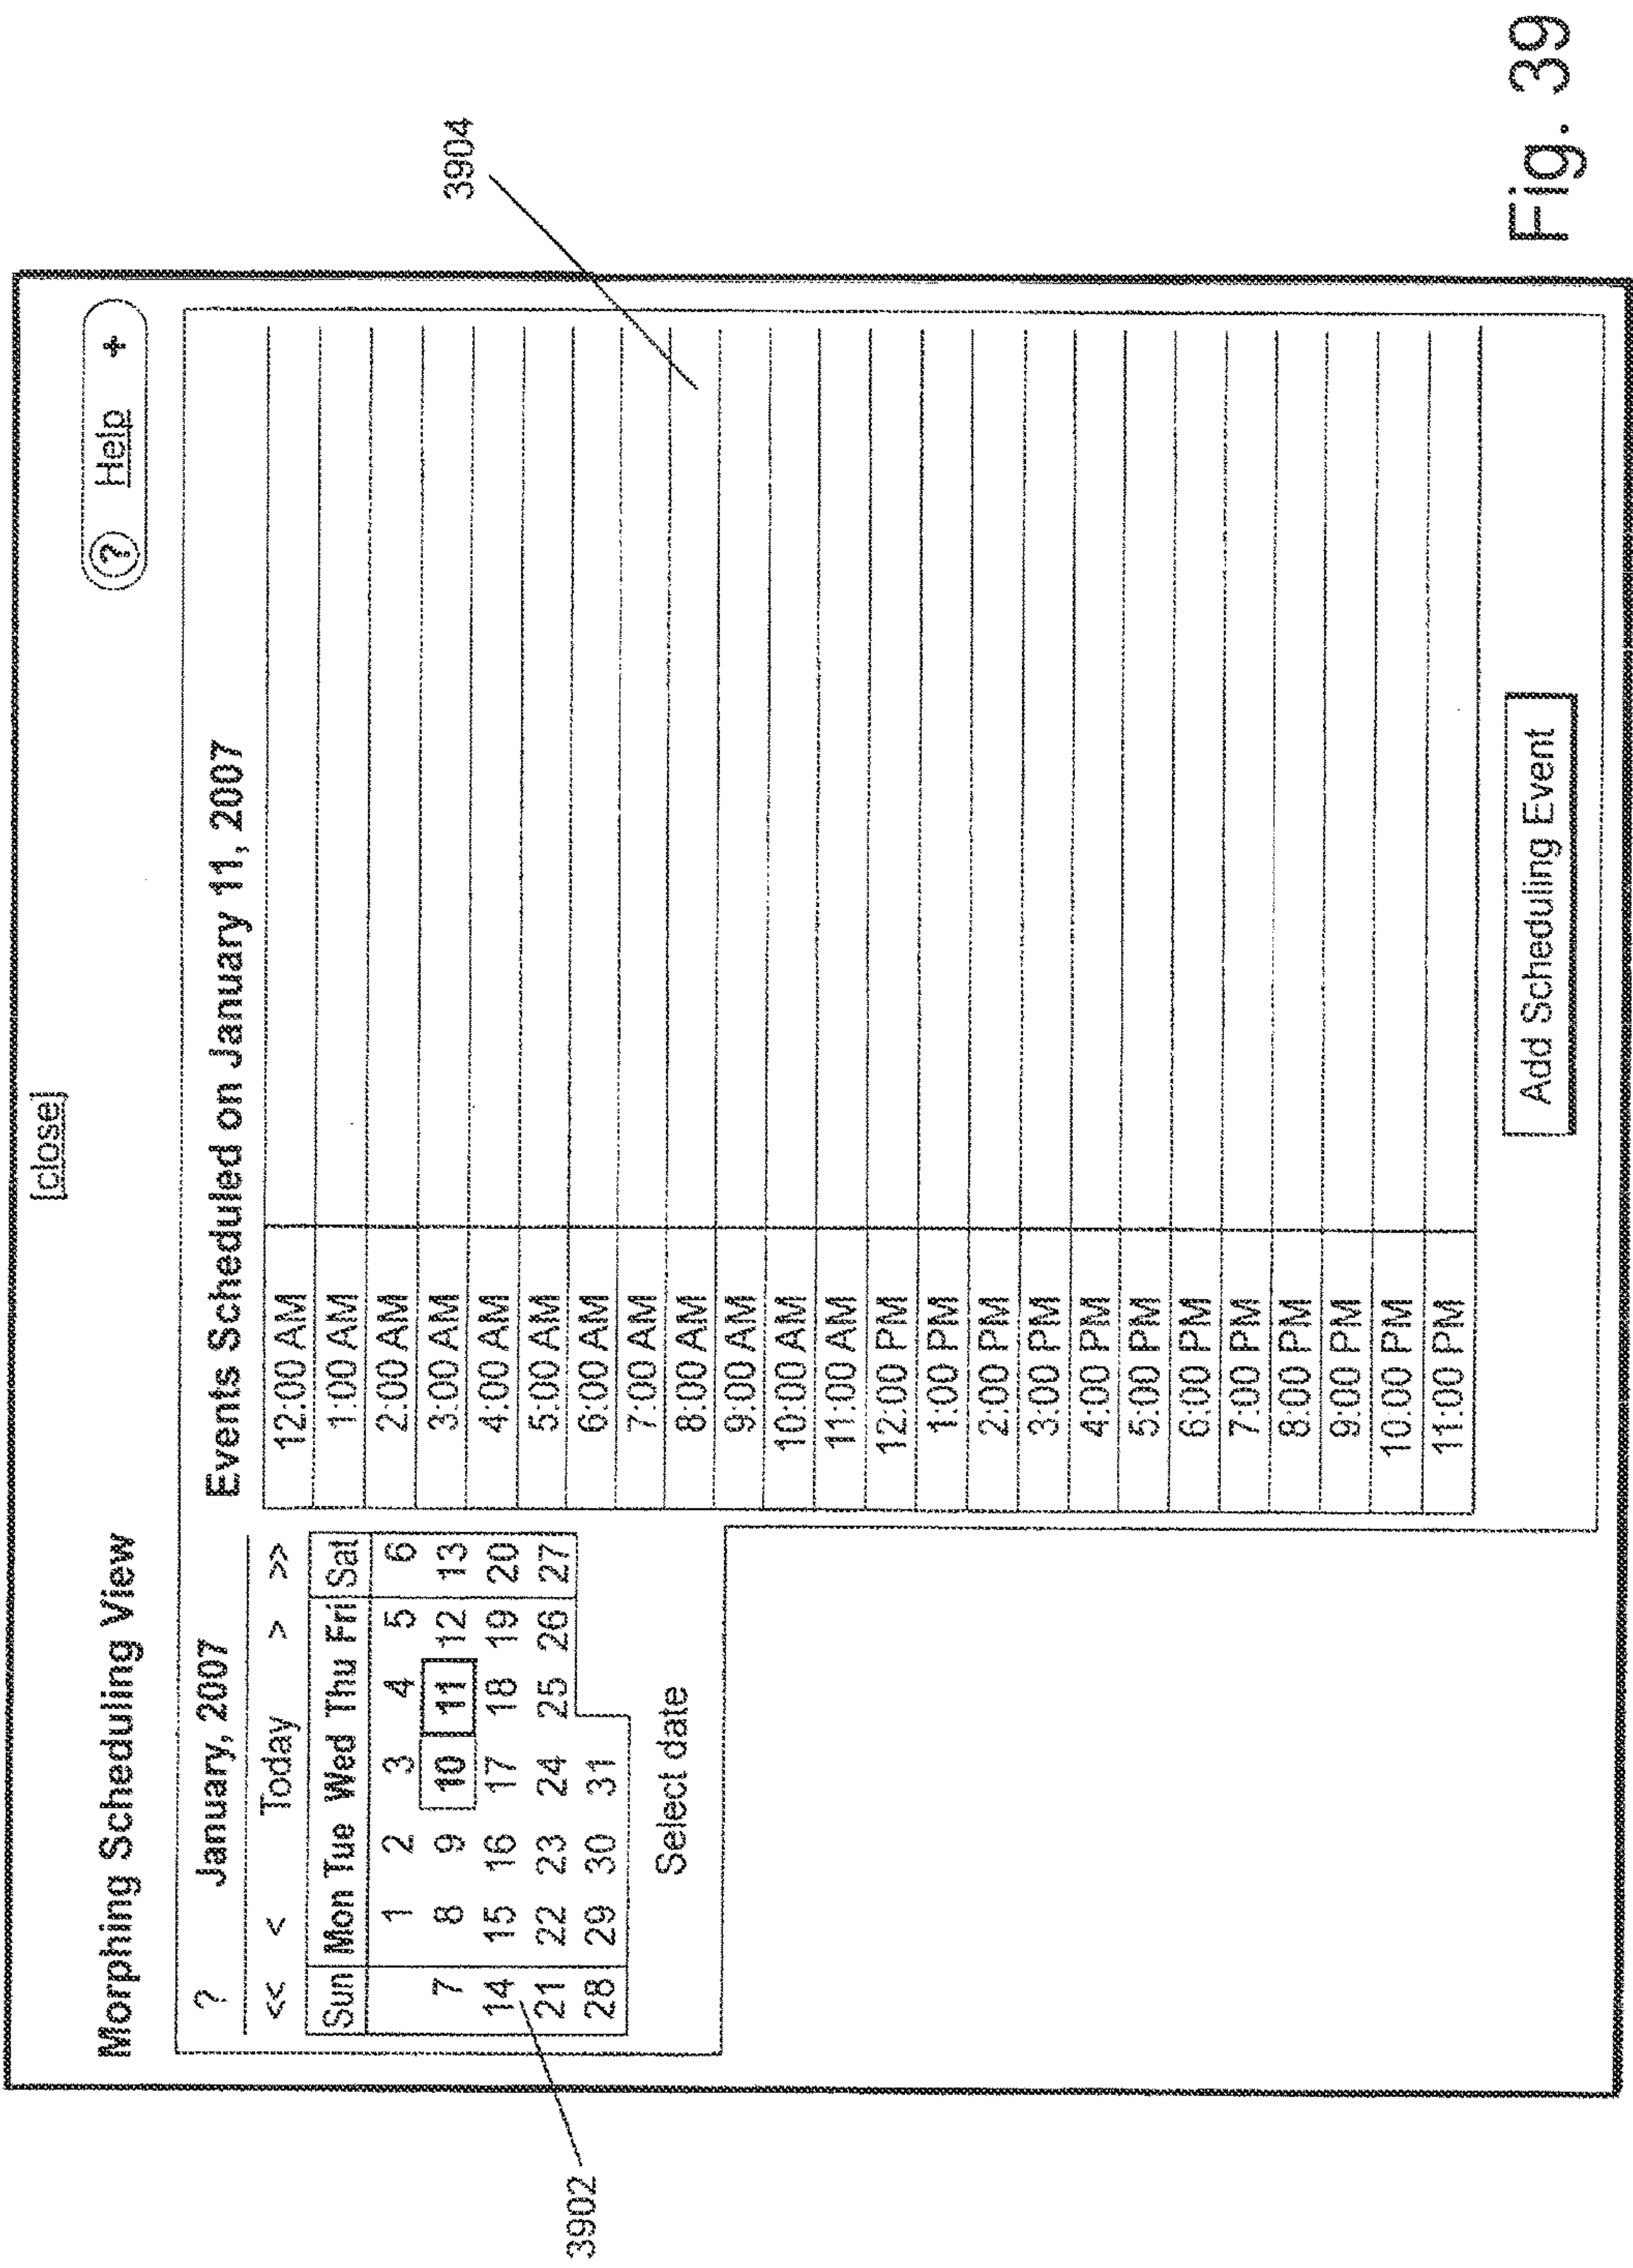 [close]
Morphing Scheduling View
? Help +
? January, 2007
<< < Today > >>
Sun Mon Tue Wed Thu Fri Sat
1 2 3 4 5 6
7 8 9 10 11 12 13
14 15 16 17 18 19 20
21 22 23 24 25 26 27
28 29 30 31
Select date
3902
Events Scheduled on January 11, 2007
12:00 AM
1:00 AM
2:00 AM
3:00 AM
4:00 AM
5:00 AM
6:00 AM
7:00 AM
8:00 AM
9:00 AM
10:00 AM
11:00 AM
12:00 PM
1:00 PM
2:00 PM
3:00 PM
4:00 PM
5:00 PM
6:00 PM
7:00 PM
8:00 PM
9:00 PM
10:00 PM
11:00 PM
Add Scheduling Event
3904
Fig. 39